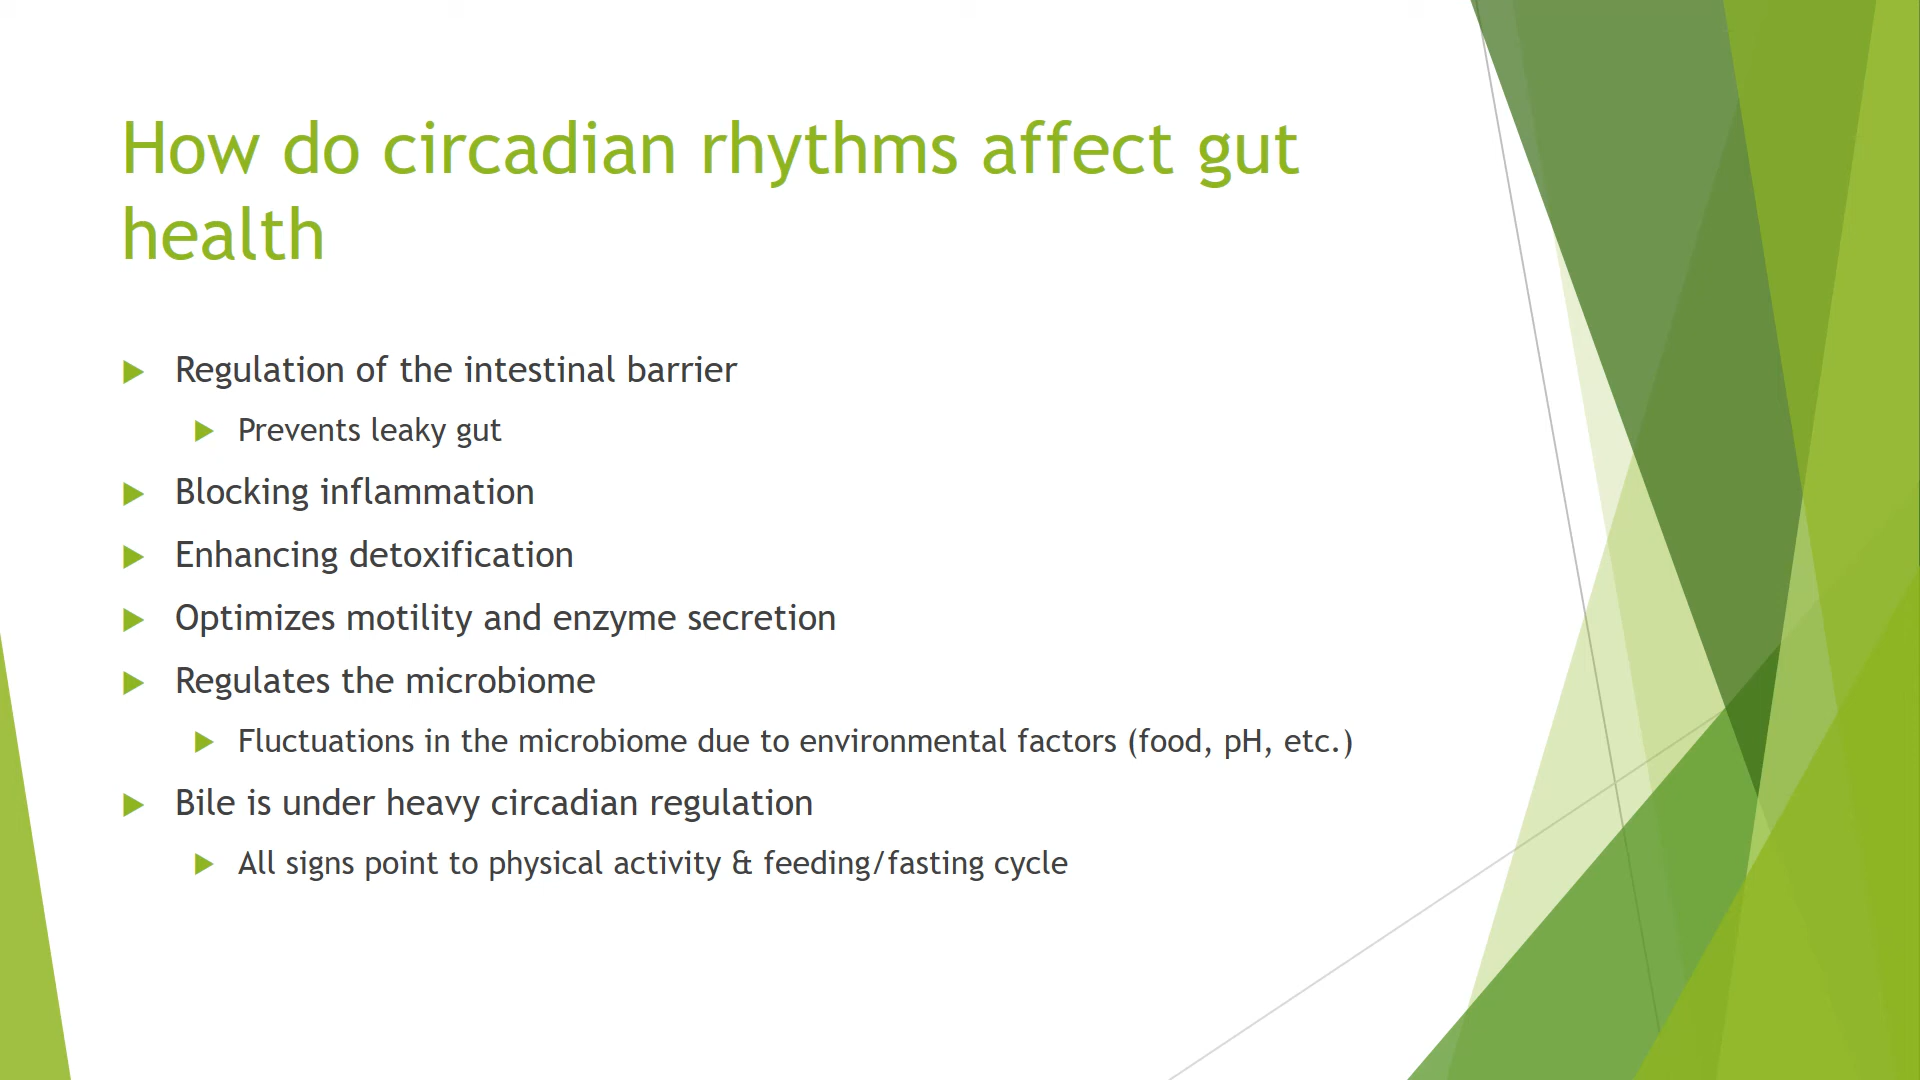 How do circadian rhythms affect gut
health
Regulation of the intestinal barrier
Prevents leaky gut
Blocking inflammation
Enhancing detoxification
Optimizes motility and enzyme secretion
Regulates the microbiome
Fluctuations in the microbiome due to environmental factors (food, pH, etc.)
Bile is under heavy circadian regulation
All signs point to physical activity & feeding/fasting cycle